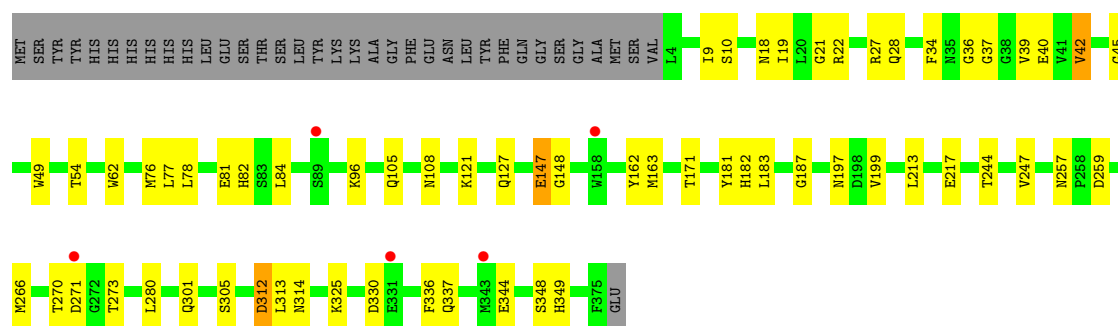 MET SER TYR TYR HIS HIS HIS HIS HIS HIS LEU GLU SER THR SER LEU TYR LYS LYS ALA GLY PHE GLU ASN LEU TYR PHE GLN GLY SER GLY ALA MET SER VAL L4 I9 S10 N18 I19 L20 G21 R22 R27 Q28 F34 N35 G36 G37 G38 V39 E40 V41 V42 G45
W49 T54 W62 M76 L77 L78 E81 H82 S83 L84 S89 K96 Q105 N108 K121 Q127 E147 G148 W158 Y162 M163 T171 Y181 H182 L183 G187 N197 D198 V199 L213 E217 T244 V247 N257 P258 D259
M266 T270 D271 G272 T273 L280 Q301 S305 D312 L313 N314 K325 D330 E331 F336 Q337 M343 E344 S348 H349 F375 GLU